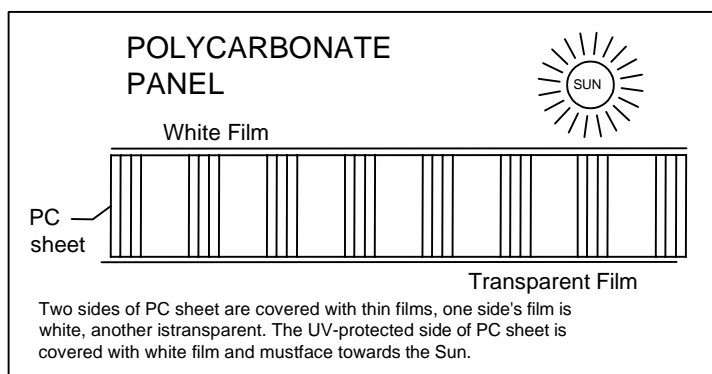 POLYCARBONATE
PANEL
SUN
White Film
PC
sheet
Transparent Film
Two sides of PC sheet are covered with thin films, one side's film is
white, another istransparent. The UV-protected side of PC sheet is
covered with white film and mustface towards the Sun.